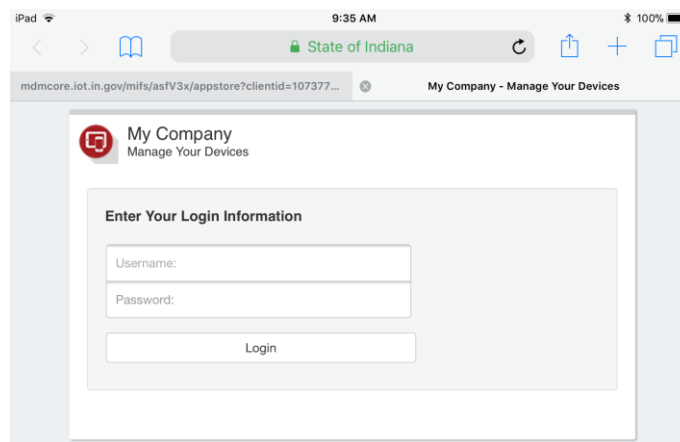 iPad 9:35 AM 100%
State of Indiana
mdmcore.iot.in.gov/mifs/asfV3x/appstore?clientid=107377... My Company - Manage Your Devices
My Company
Manage Your Devices
Enter Your Login Information
Username:
Password:
Login